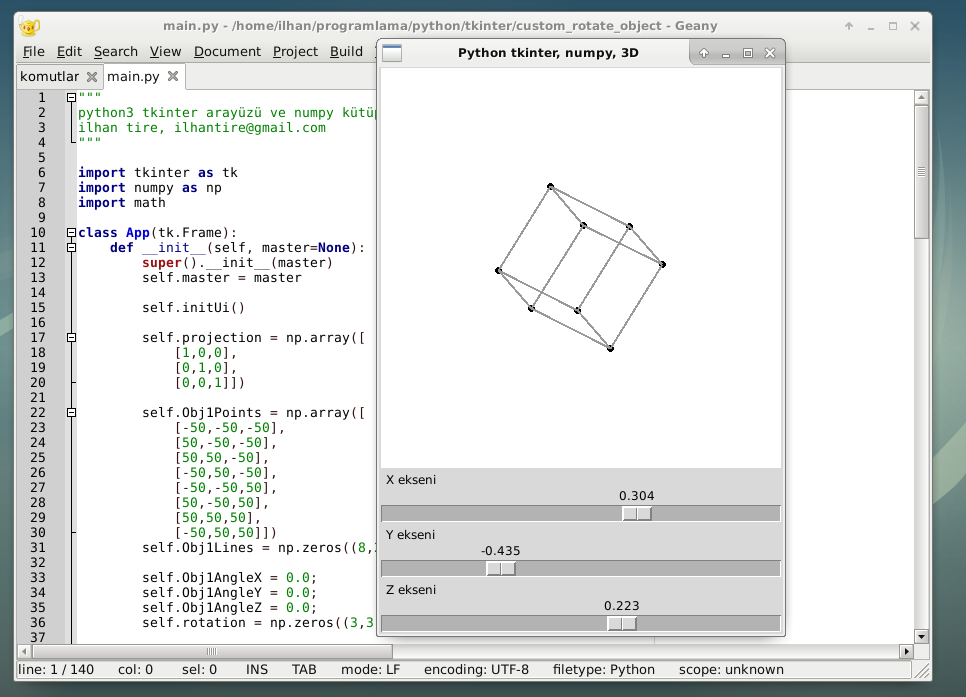 main.py - /home/ilhan/programlama/python/tkinter/custom_rotate_object - Geany
File Edit Search View Document Project Build
komutlar main.py
1 """
2 python3 tkinter arayüzü ve numpy
3 ilhan tire, ilhantire@gmail.com
4 """
5
6 import tkinter as tk
7 import numpy as np
8 import math
9
10 class App(tk.Frame):
11 def __init__(self, master=None):
12 super().__init__(master)
13 self.master = master
14
15 self.initUi()
16
17 self.projection = np.array([
18 [1,0,0],
19 [0,1,0],
20 [0,0,1]])
21
22 self.Obj1Points = np.array([
23 [-50,-50,-50],
24 [50,-50,-50],
25 [50,50,-50],
26 [-50,50,-50],
27 [-50,-50,50],
28 [50,-50,50],
29 [50,50,50],
30 [-50,50,50]])
31 self.Obj1Lines = np.zeros((8,
32
33 self.Obj1AngleX = 0.0;
34 self.Obj1AngleY = 0.0;
35 self.Obj1AngleZ = 0.0;
36 self.rotation = np.zeros((3,3
37
Python tkinter, numpy, 3D
X ekseni
0.304
Y ekseni
-0.435
Z ekseni
0.223
line: 1 / 140 col: 0 sel: 0 INS TAB mode: LF encoding: UTF-8 filetype: Python scope: unknown